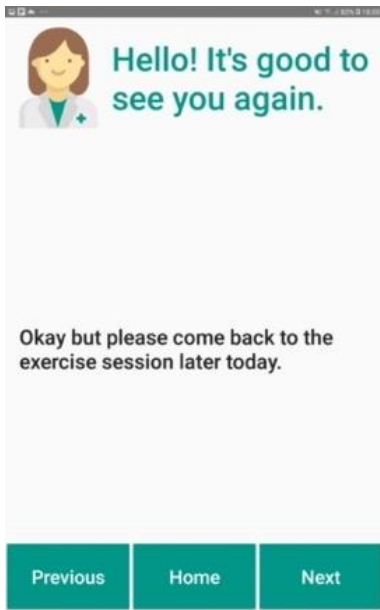 Hello! It's good to
see you again.
Okay but please come back to the
exercise session later today.
Previous
Home
Next